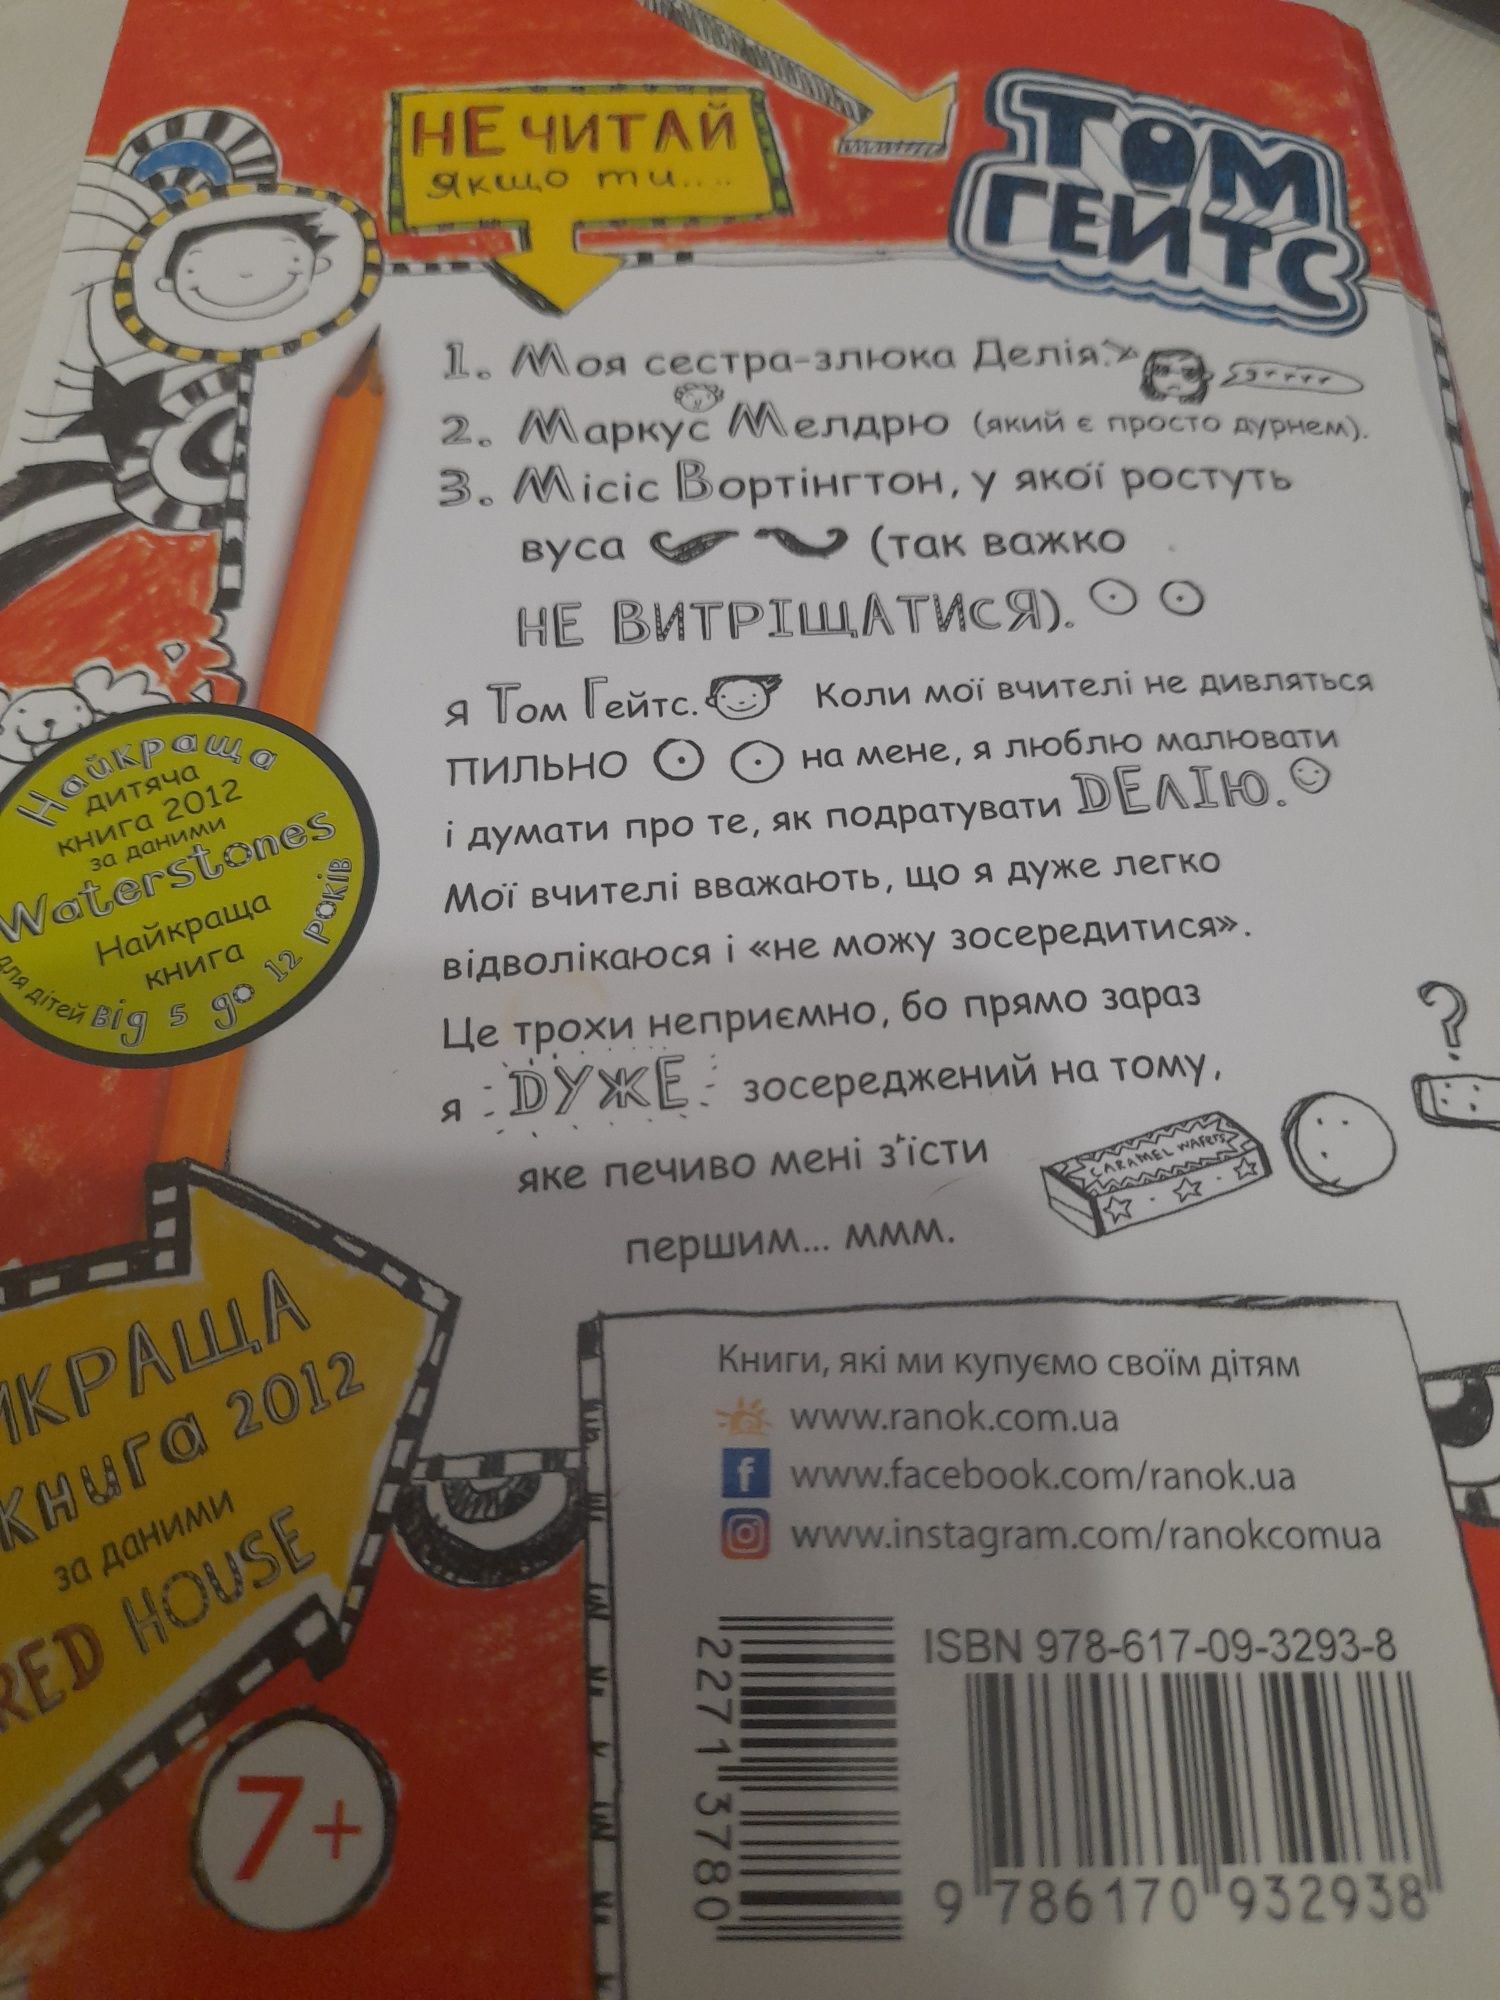 НЕ ЧИТАЙ
якщо ти....
ТОМ
ГЕЙТС
1. Моя сестра-злюка Делія.
2. Маркус Мелдрю (який є просто дурнем).
3. Місіс Вортінгтон, у якої ростуть
вуса (так важко
НЕ ВИТРІЩАТИСЯ).
Я Том Гейтс. Коли мої вчителі не дивляться
ПИЛЬНО на мене, я люблю малювати
і думати про те, як подратувати ДЕЛІЮ.
Мої вчителі вважають, що я дуже легко
відволікаюся і «не можу зосередитися».
Це трохи неприємно, бо прямо зараз
я ДУЖЕ зосереджений на тому,
яке печиво мені з'їсти
першим... ммм.
CARAMEL WAFERS
?
Найкраща
дитяча
книга 2012
за даними
Waterstones
Найкраща
книга
для дітей від 5 до 12 років
ЙКРАЩА
книга 2012
за даними
RED HOUSE
7+
Книги, які ми купуємо своїм дітям
www.ranok.com.ua
www.facebook.com/ranok.ua
www.instagram.com/ranokcomua
22713780
ISBN 978-617-09-3293-8
9 786170 932938